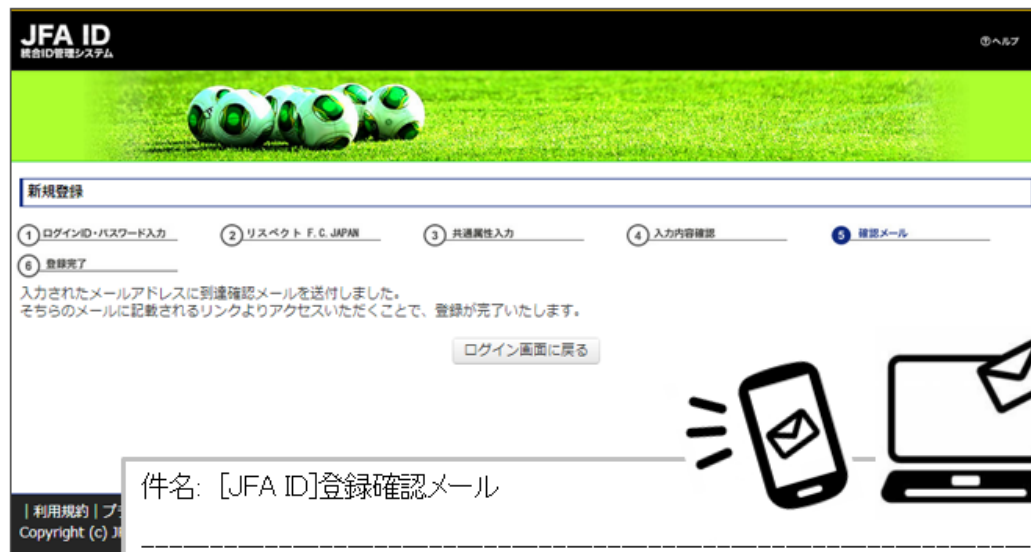 JFA ID
統合ID管理システム
?ヘルプ
新規登録
1 ログインID・パスワード入力
2 リスペクト F.C.JAPAN
3 共通属性入力
4 入力内容確認
5 確認メール
6 登録完了
入力されたメールアドレスに到達確認メールを送付しました。
そちらのメールに記載されるリンクよりアクセスいただくことで、登録が完了いたします。
ログイン画面に戻る
件名: [JFA ID]登録確認メール
| 利用規約 | プ
Copyright (c)